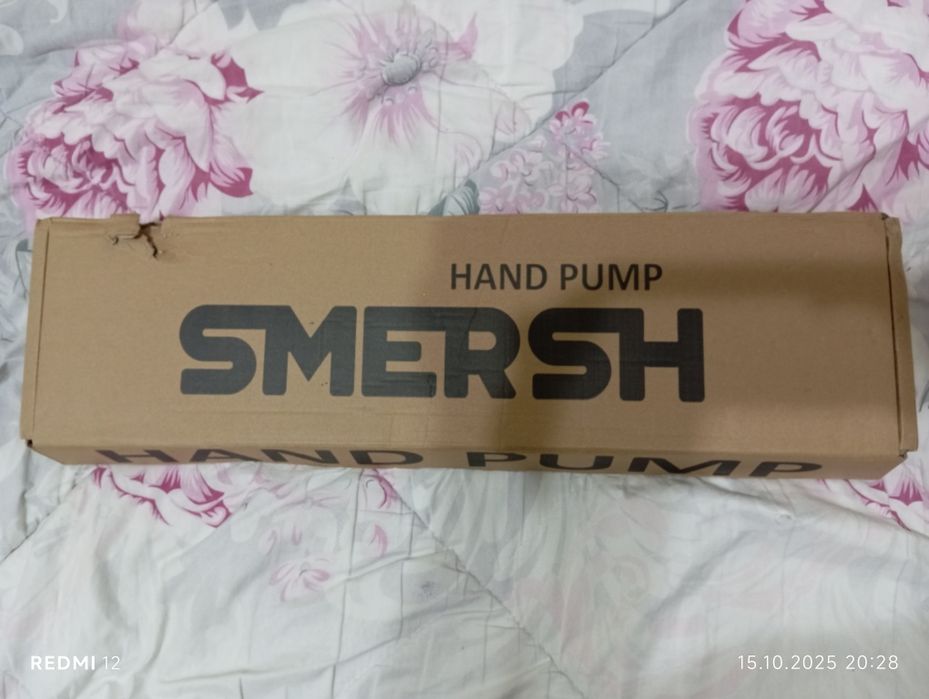 HAND PUMP
SMERSH
HAND PUMP
REDMI 12
15.10.2025 20:28